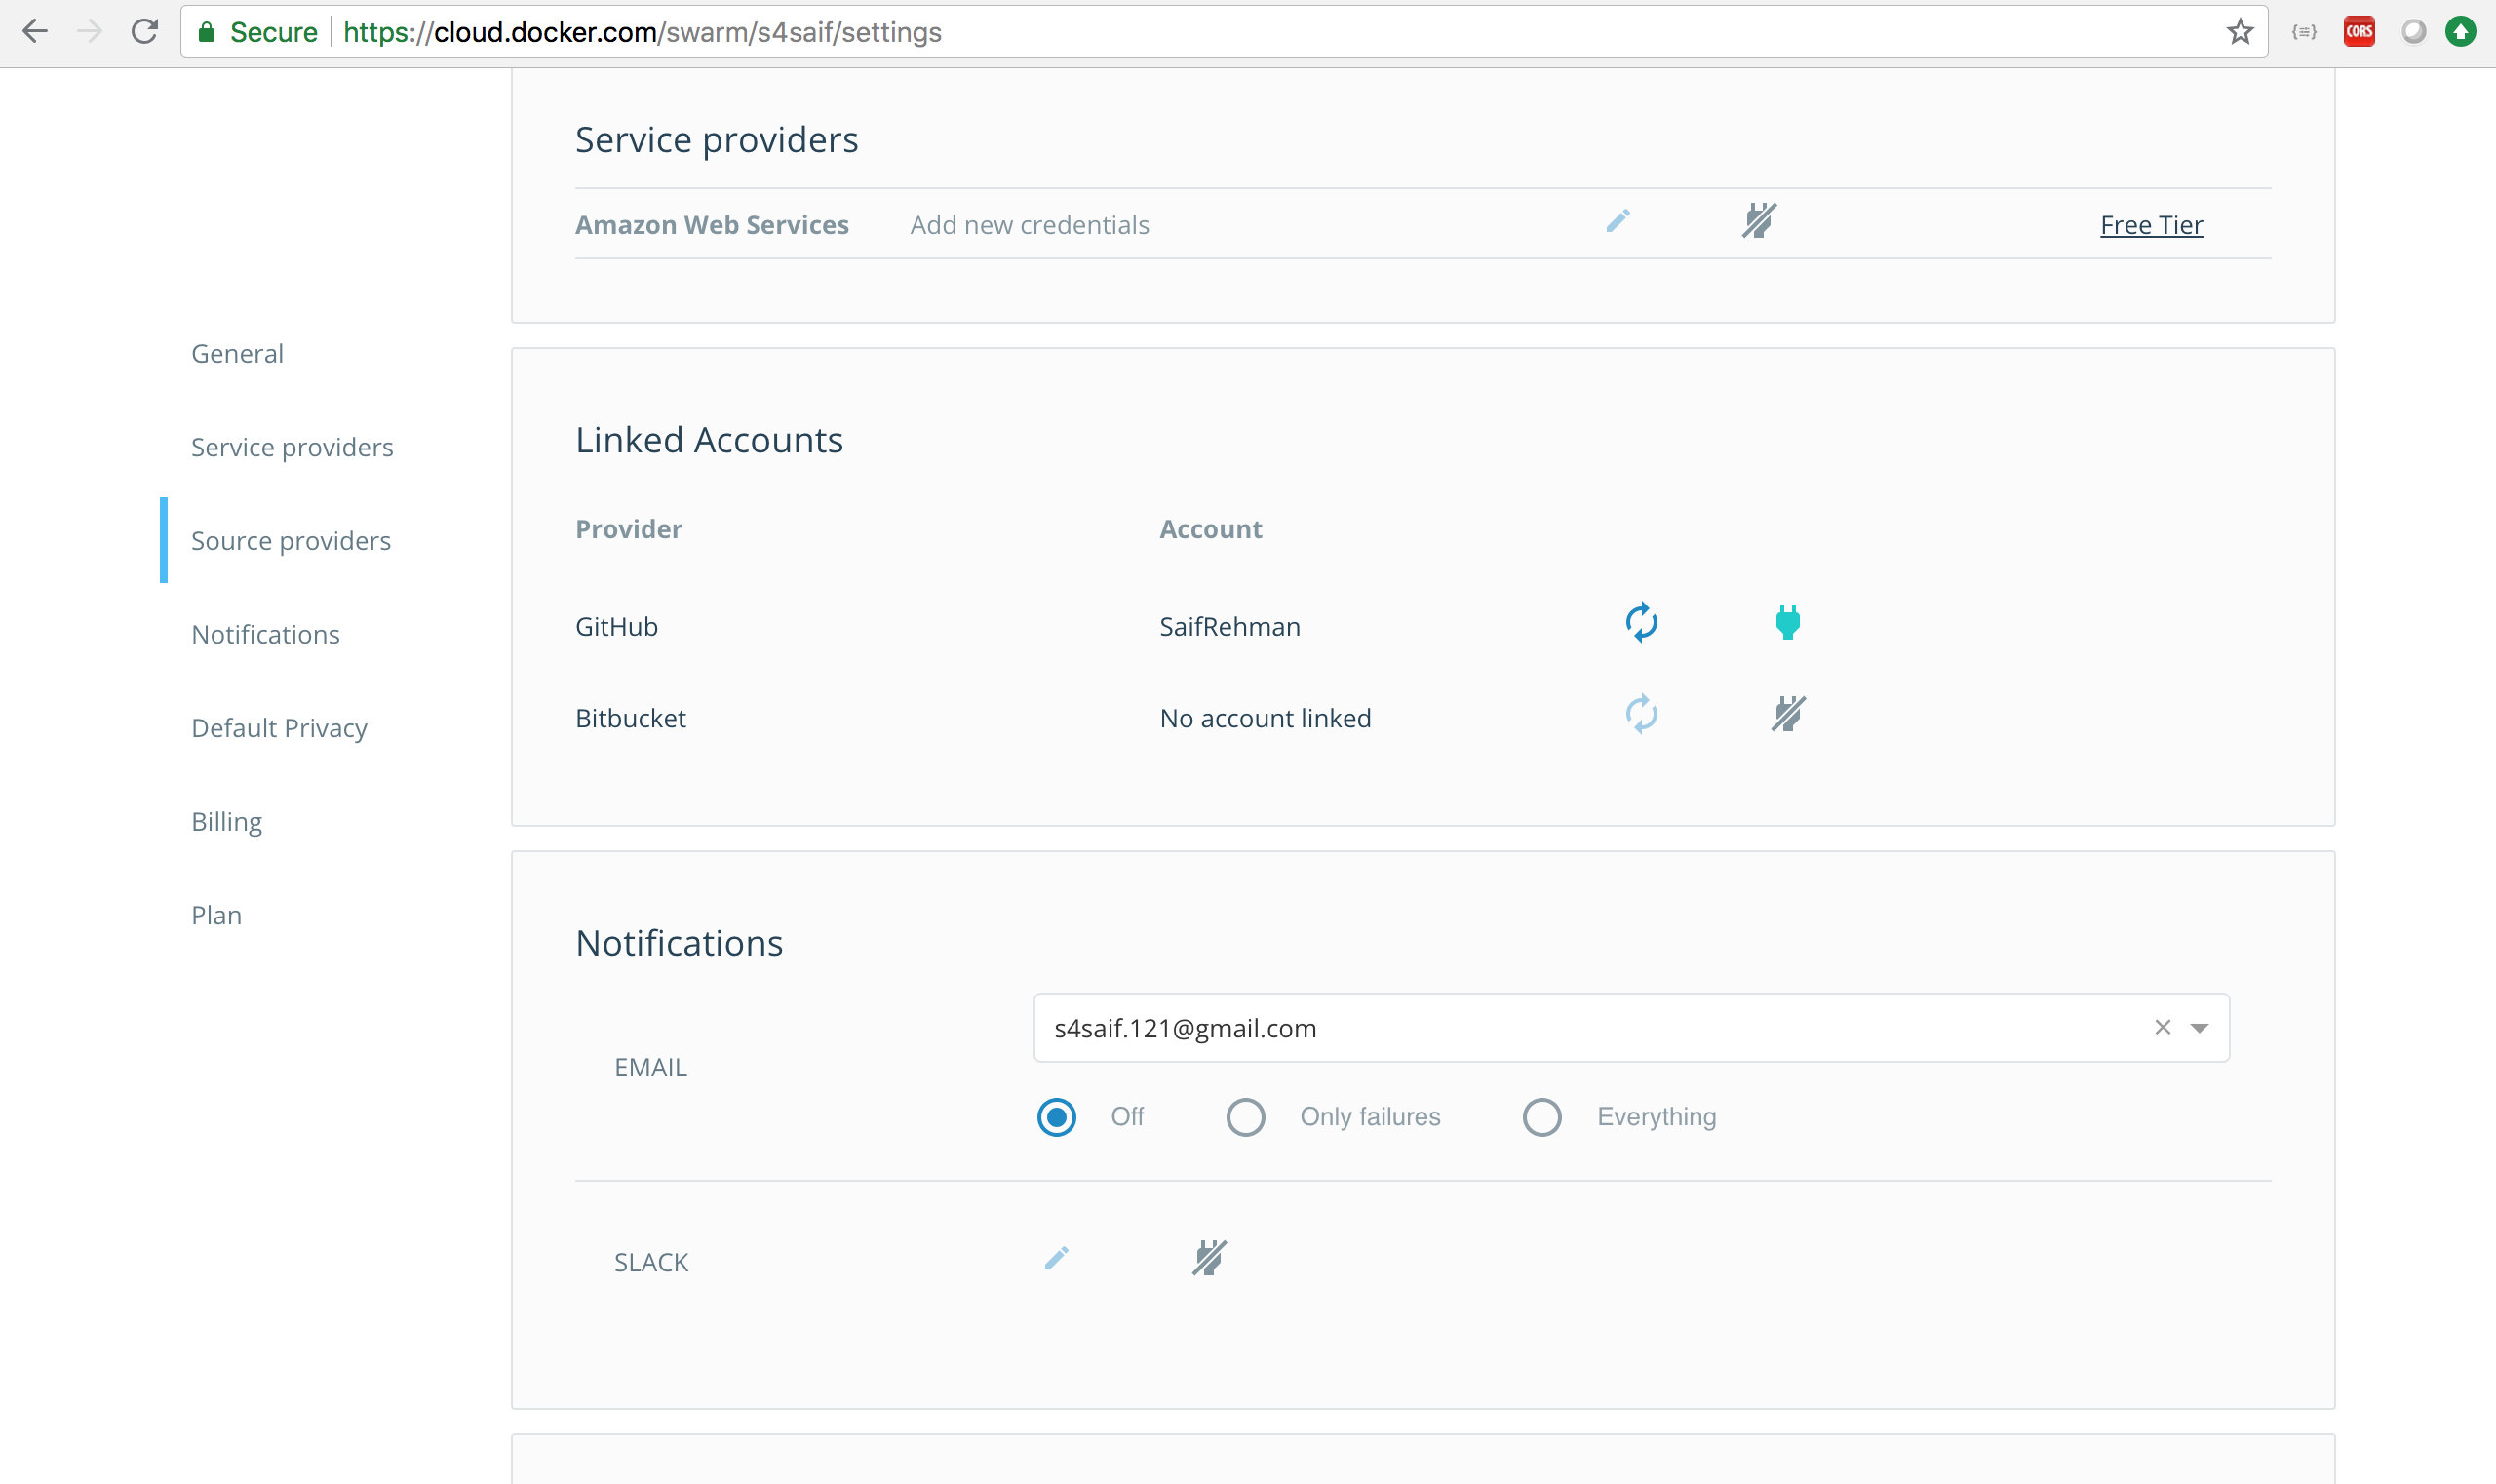 Secure https://cloud.docker.com/swarm/s4saif/settings
CORS
Service providers
Amazon Web Services Add new credentials Free Tier
General
Service providers
Source providers
Notifications
Default Privacy
Billing
Plan
Linked Accounts
Provider Account
GitHub SaifRehman
Bitbucket No account linked
Notifications
EMAIL
s4saif.121@gmail.com
Off Only failures Everything
SLACK